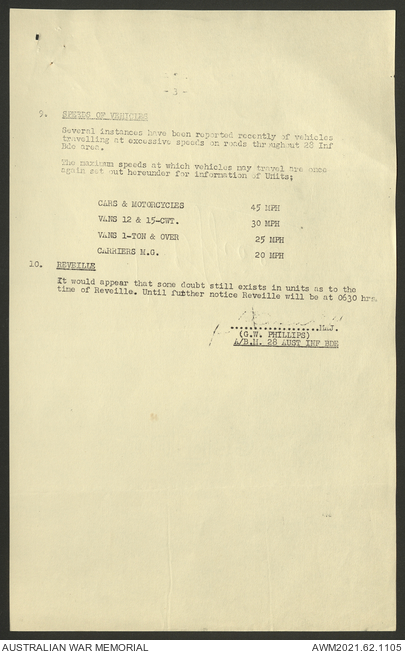 - 3 -
9. SPEEDS OF VEHICLES
Several instances have been reported recently of vehicles
travelling at excessive speeds on roads throughout 28 Inf
Bde area.
The maximum speeds at which vehicles may travel are once
again set out hereunder for information of Units;
CARS & MOTORCYCLES 45 MPH
VANS 12 & 15-CWT. 30 MPH
VANS 1-TON & OVER 25 MPH
CARRIERS M.G. 20 MPH
10. REVEILLE
It would appear that some doubt still exists in units as to the
time of Reveille. Until further notice Reveille will be at 0630 hrs.
MAJ.
(G.W. PHILLIPS)
A/B.M. 28 AUST INF BDE
AUSTRALIAN WAR MEMORIAL AWM2021.62.1105